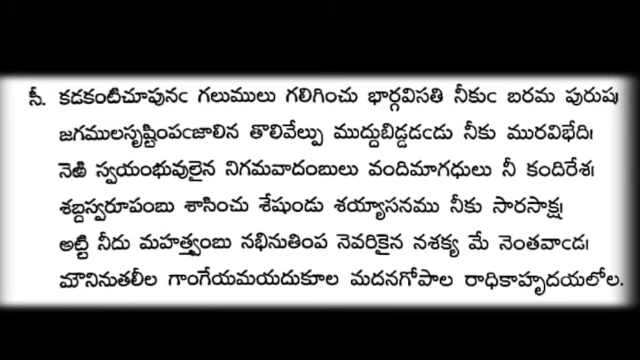 సీ. కడకంటిచూపునఁ గలుములు గలిగించు భార్గవిసతి నీకుఁ బరమ పురుష।
జగములసృష్టింపఁజాలిన తొలివేల్పు ముద్దుబిడ్డడఁడు నీకు మురవిభేది।
నెఱి స్వయంభువులైన నిగమవాదంబులు వందిమాగధులు నీ కందిరేశ।
శబ్దస్వరూపంబు శాసించు శేషుండు శయ్యాసనము నీకు సారసాక్ష।
అట్టి నీదు మహత్త్వంబు నభినుతింప నెవరికైన నశక్య మే నెంతవాఁడ।
మౌనినుతలీల గాంగేయమయదుకూల మదనగోపాల రాధికాహృదయలోల.